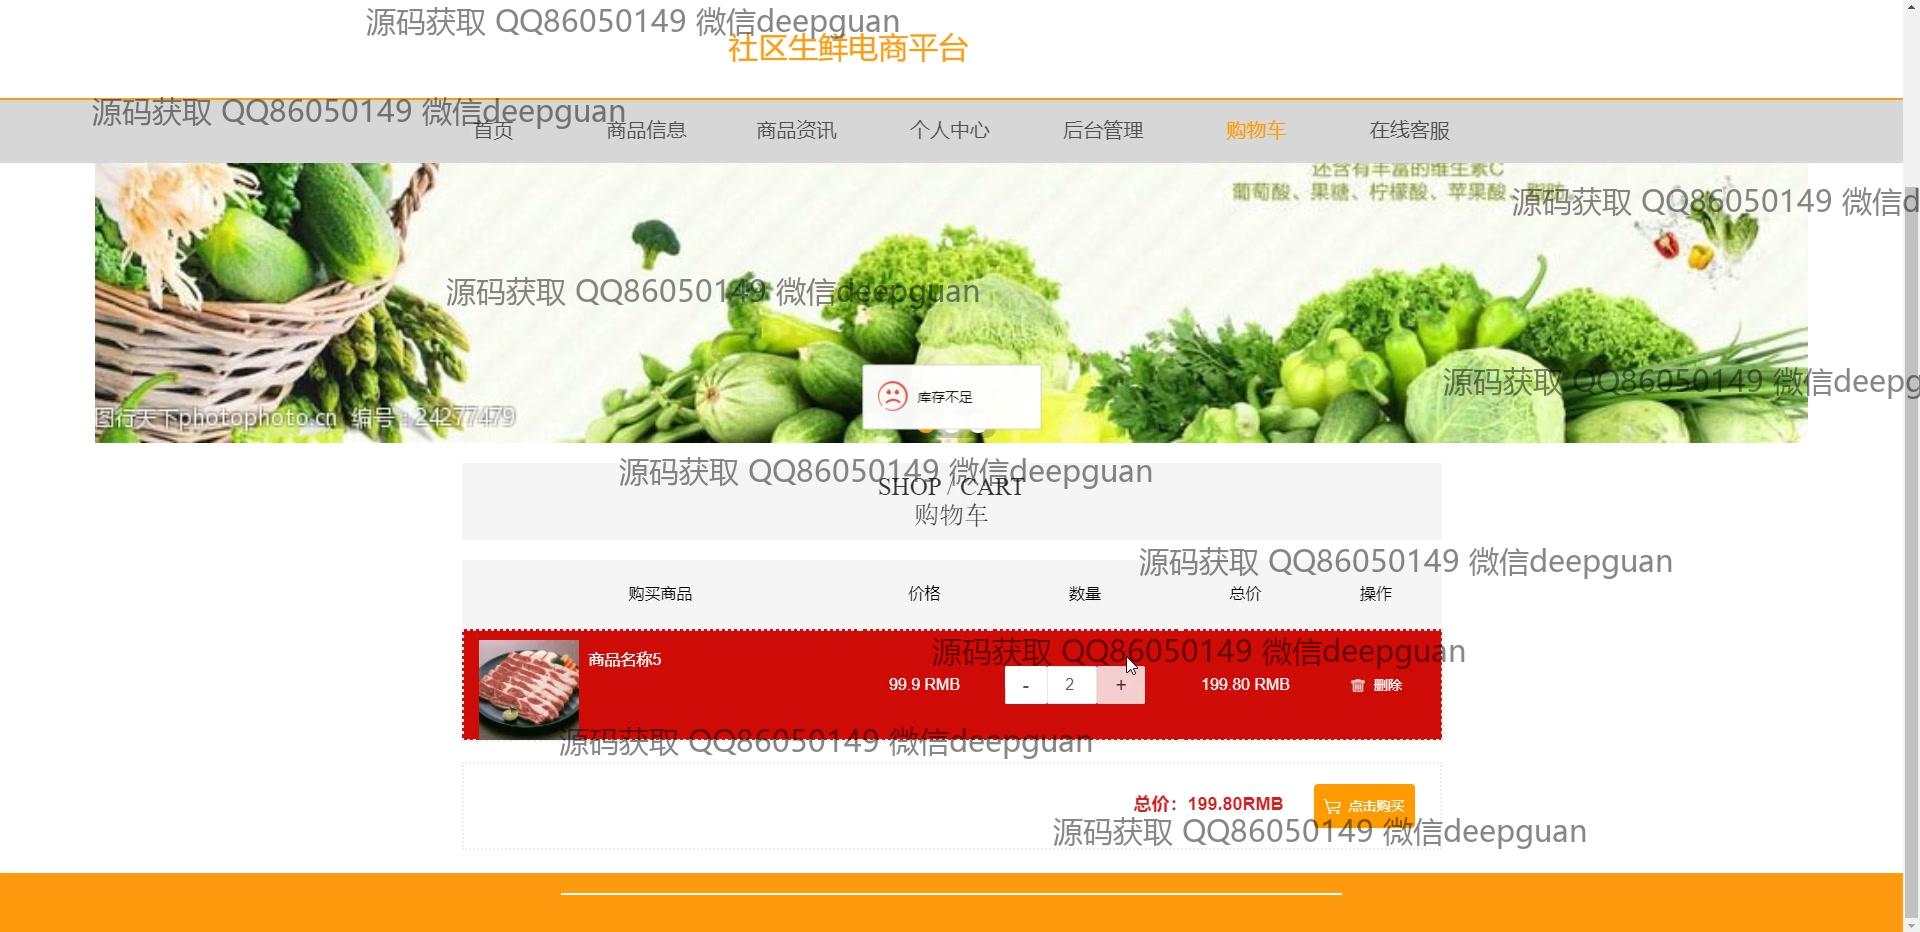 源码获取 QQ86050149 微信deepguan
社区生鲜电商平台
源码获取 QQ86050149 微信deepguan
首页 商品信息 商品资讯 个人中心 后台管理 购物车 在线客服
还含有丰富的维生素C
葡萄酸、果糖、柠檬酸、苹果酸、
源码获取 QQ86050149 微信d
源码获取 QQ86050149 微信deepguan
源码获取 QQ86050149 微信deepg
库存不足
图行天下photophoto.cn 编号：24277479
源码获取 QQ86050149 微信deepguan
SHOP / CART
购物车
源码获取 QQ86050149 微信deepguan
购买商品 价格 数量 总价 操作
源码获取 QQ86050149 微信deepguan
商品名称5
99.9 RMB - 2 + 199.80 RMB 删除
源码获取 QQ86050149 微信deepguan
总价：199.80RMB 点击购买
源码获取 QQ86050149 微信deepguan